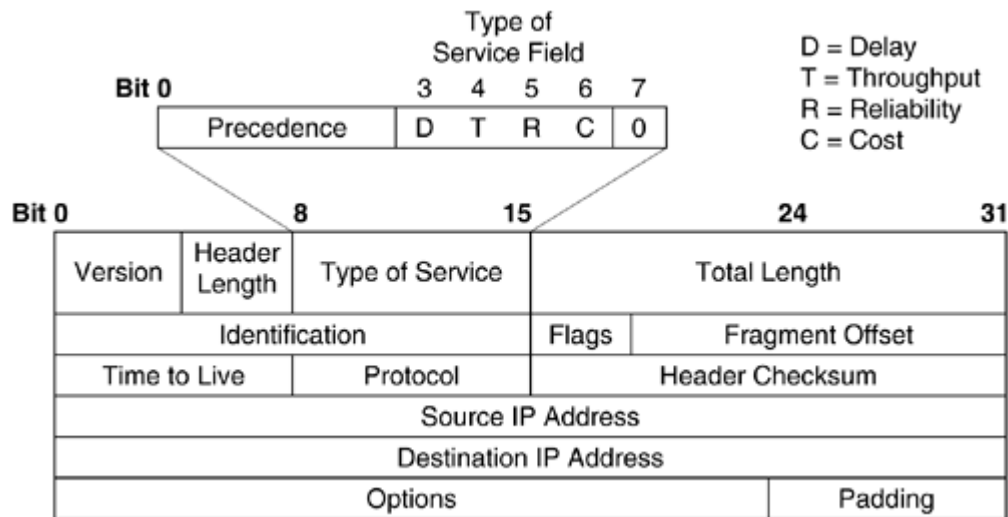 Type of
Service Field
D = Delay
T = Throughput
R = Reliability
C = Cost
Bit 0 3 4 5 6 7
Precedence D T R C 0
Bit 0 8 15 24 31
Version Header Length Type of Service Total Length
Identification Flags Fragment Offset
Time to Live Protocol Header Checksum
Source IP Address
Destination IP Address
Options Padding